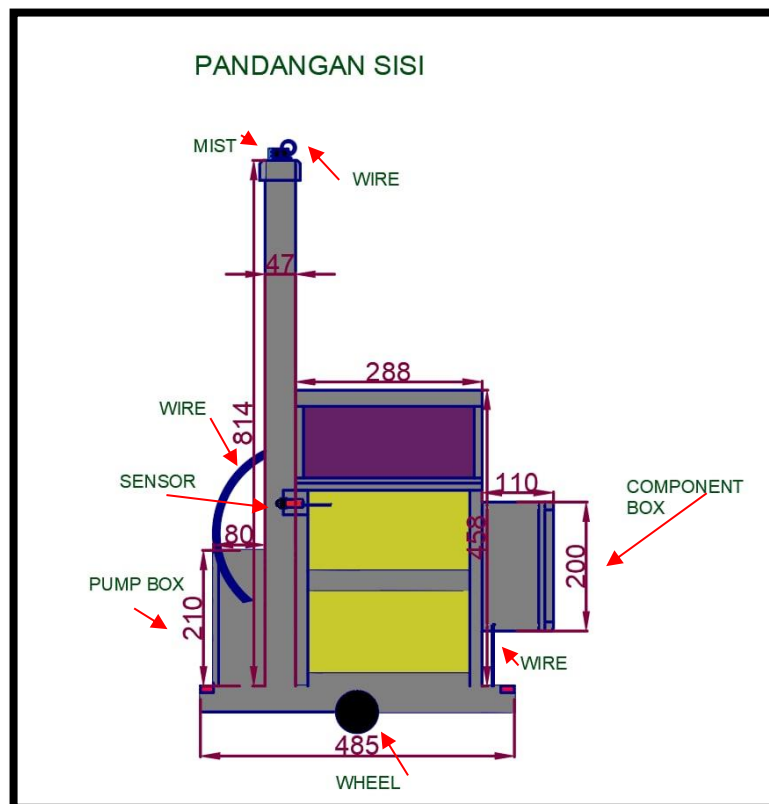 PANDANGAN SISI
MIST
WIRE
47
288
WIRE
814
SENSOR
110
COMPONENT
BOX
80
458
200
PUMP BOX
210
WIRE
485
WHEEL